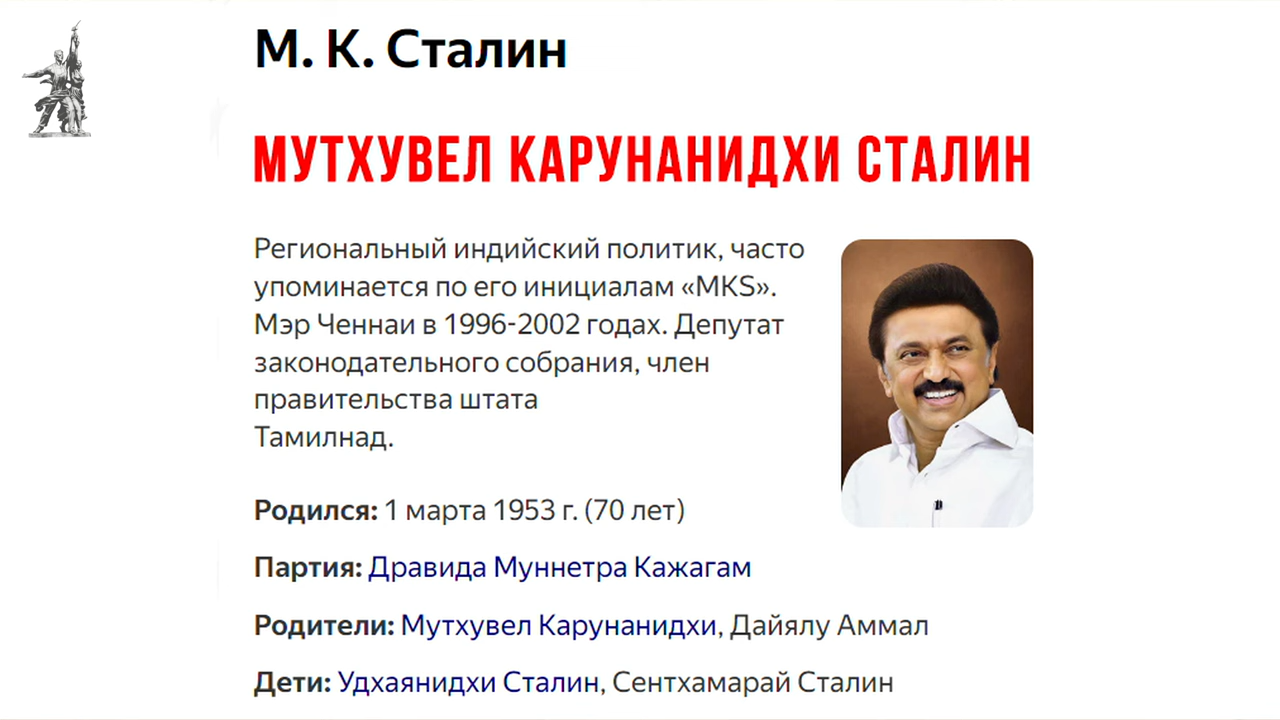 М. К. Сталин
МУТХУВЕЛ КАРУНАНИДХИ СТАЛИН
Региональный индийский политик, часто
упоминается по его инициалам «MKS».
Мэр Ченнаи в 1996-2002 годах. Депутат
законодательного собрания, член
правительства штата
Тамилнад.
Родился: 1 марта 1953 г. (70 лет)
Партия: Дравида Муннетра Кажагам
Родители: Мутхувел Карунанидхи, Дайялу Аммал
Дети: Удхаянидхи Сталин, Сентхамарай Сталин